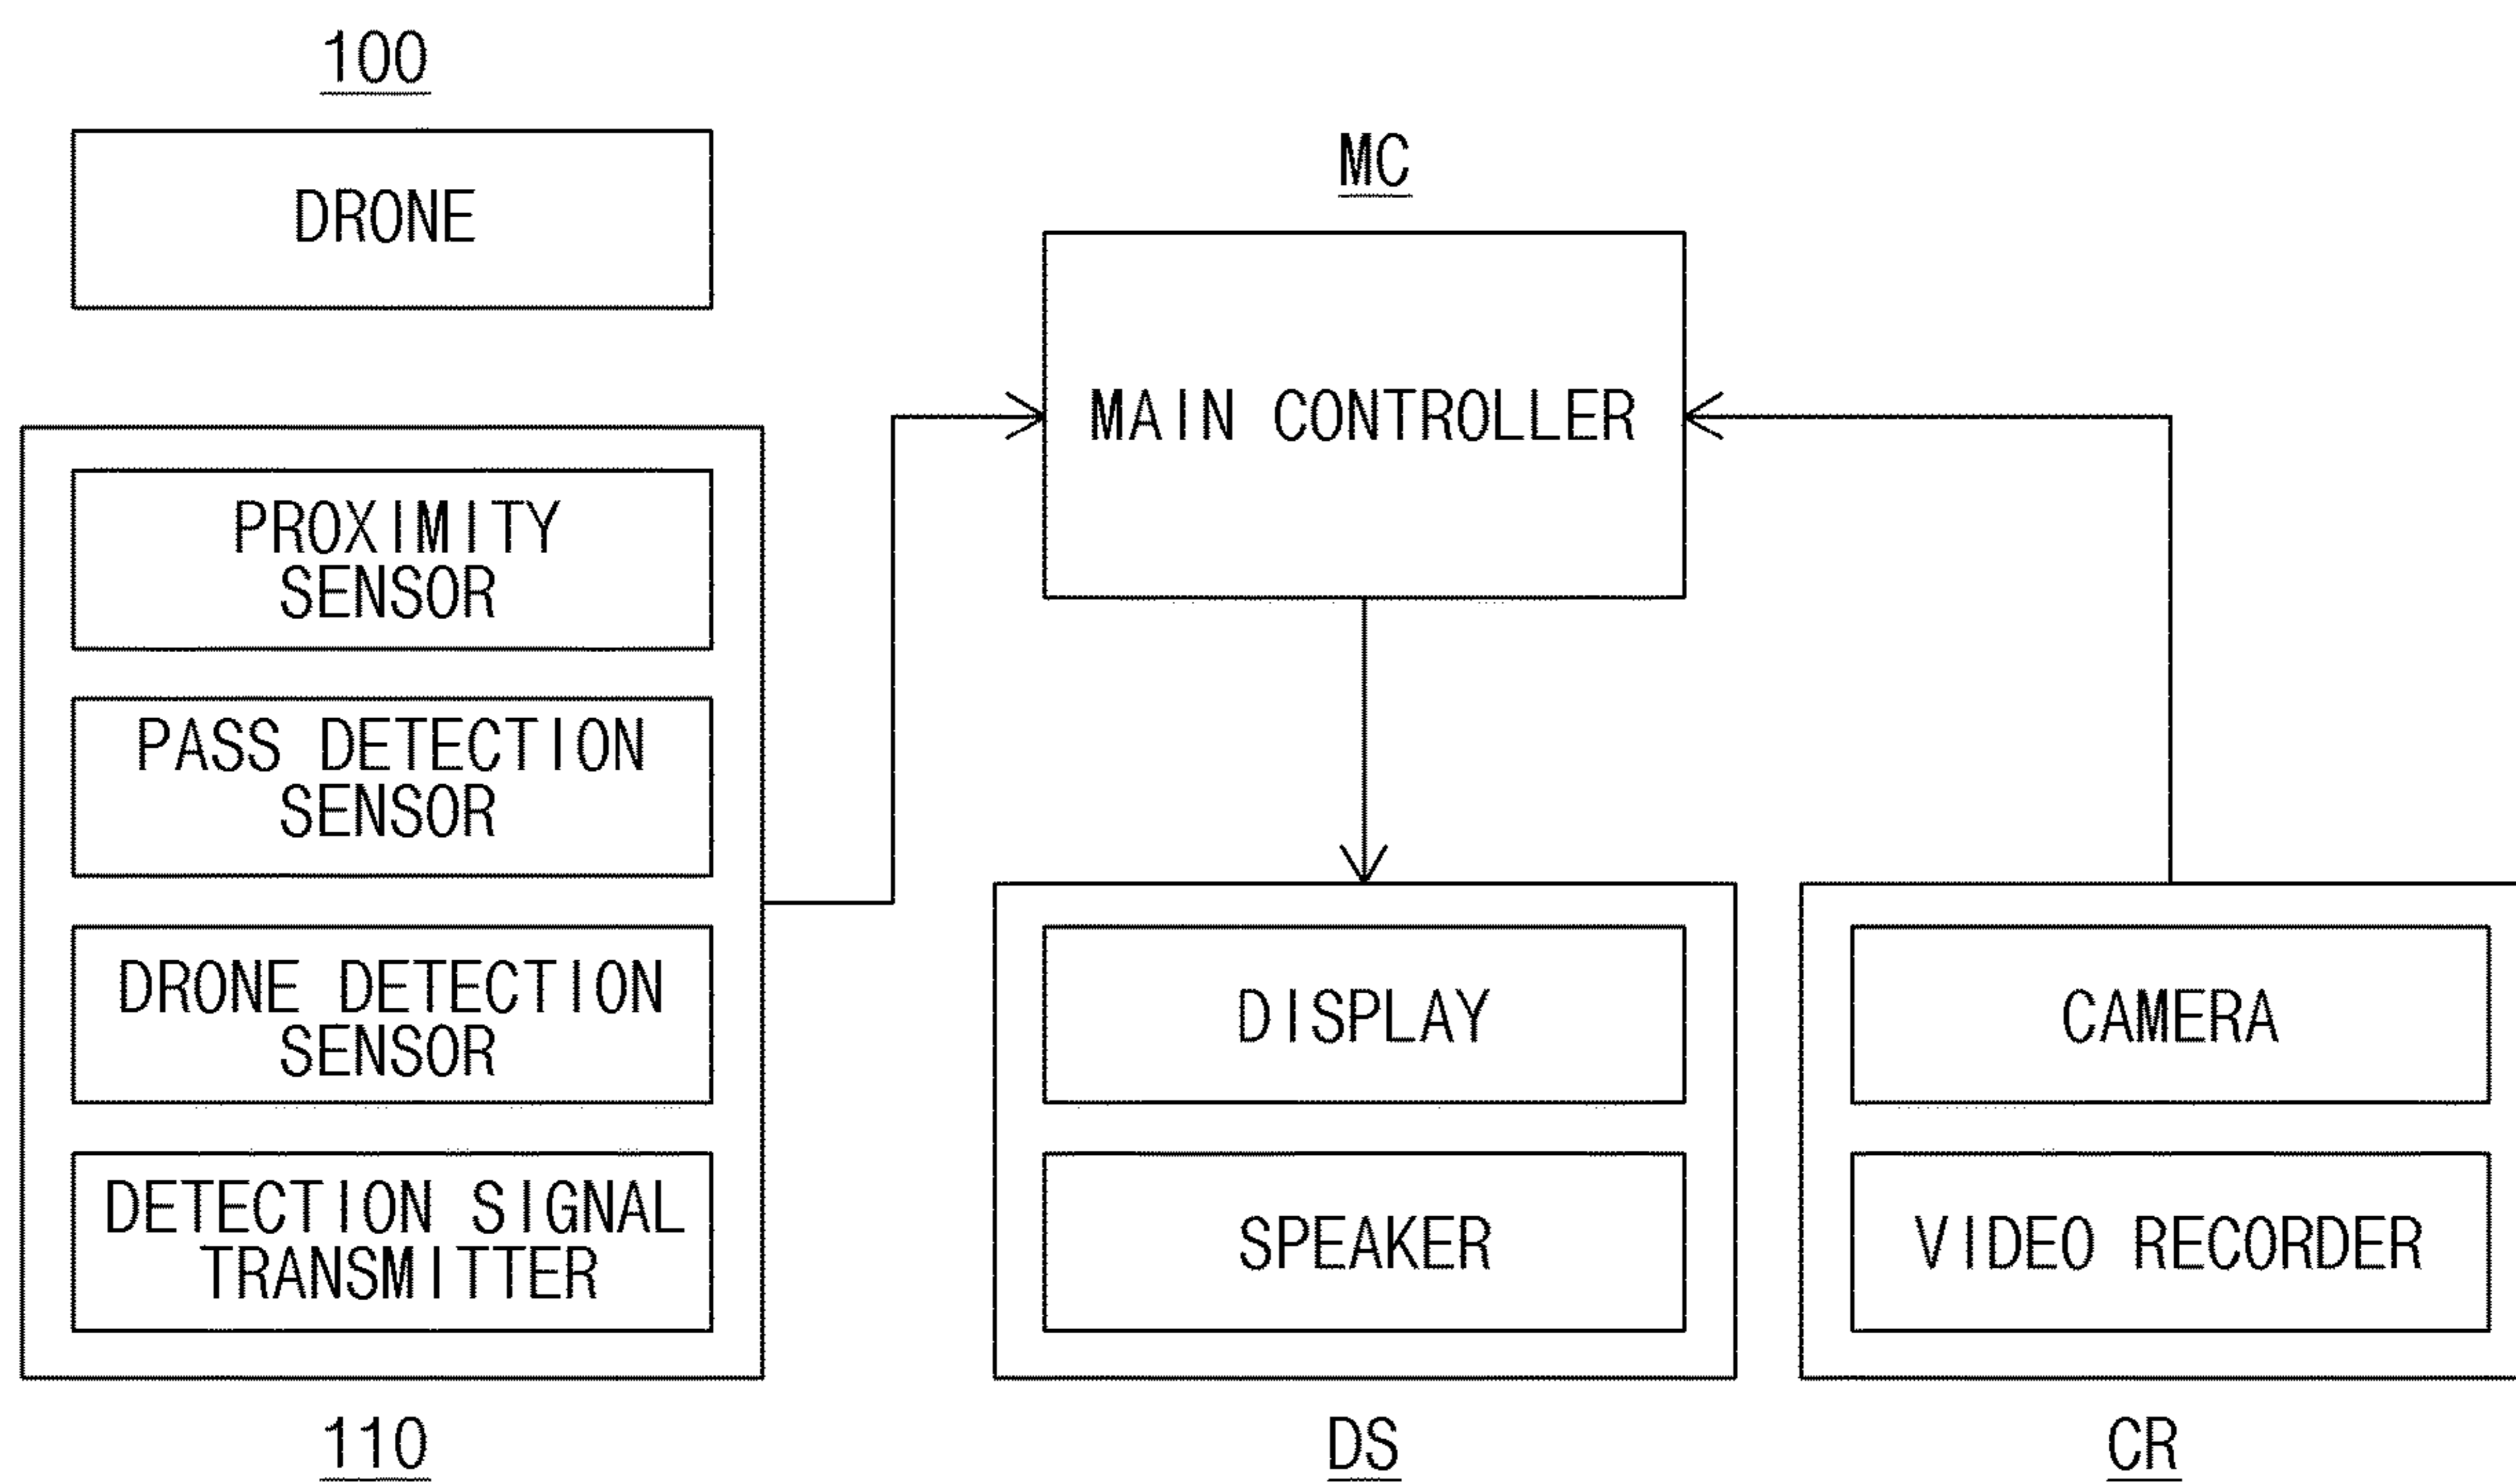 100
DRONE
PROXIMITY
SENSOR
PASS DETECTION
SENSOR
DRONE DETECTION
SENSOR
DETECTION SIGNAL
TRANSMITTER
110
MC
MAIN CONTROLLER
DISPLAY
SPEAKER
DS
CAMERA
VIDEO RECORDER
CR